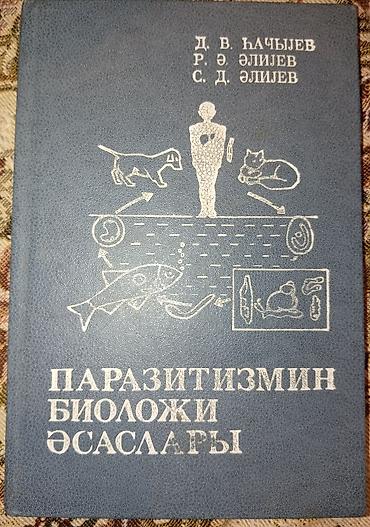 Д. В. ҺАЧЫЈЕВ
Р. Ә. ӘЛИЈЕВ
С. Д. ӘЛИЈЕВ
ПАРАЗИТИЗМИН
БИОЛОЖИ
ӘСАСЛАРЫ